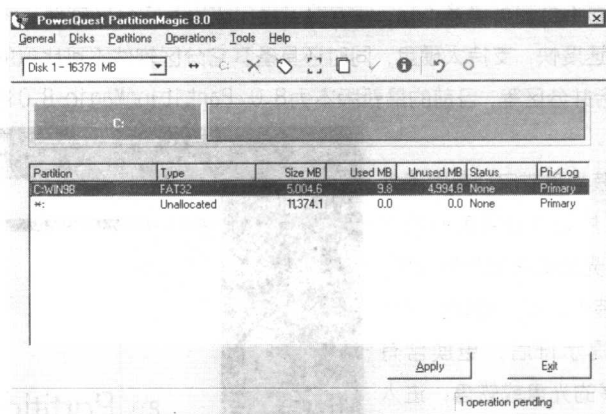 PowerQuest PartitionMagic 8.0
General Disks Partitions Operations Tools Help
Disk 1 - 16378 MB
C:
Partition Type Size MB Used MB Unused MB Status Pri/Log
C:WIN98 FAT32 5,004.6 9.8 4,994.8 None Primary
*: Unallocated 11,374.1 0.0 0.0 None Primary
Apply Exit
1 operation pending